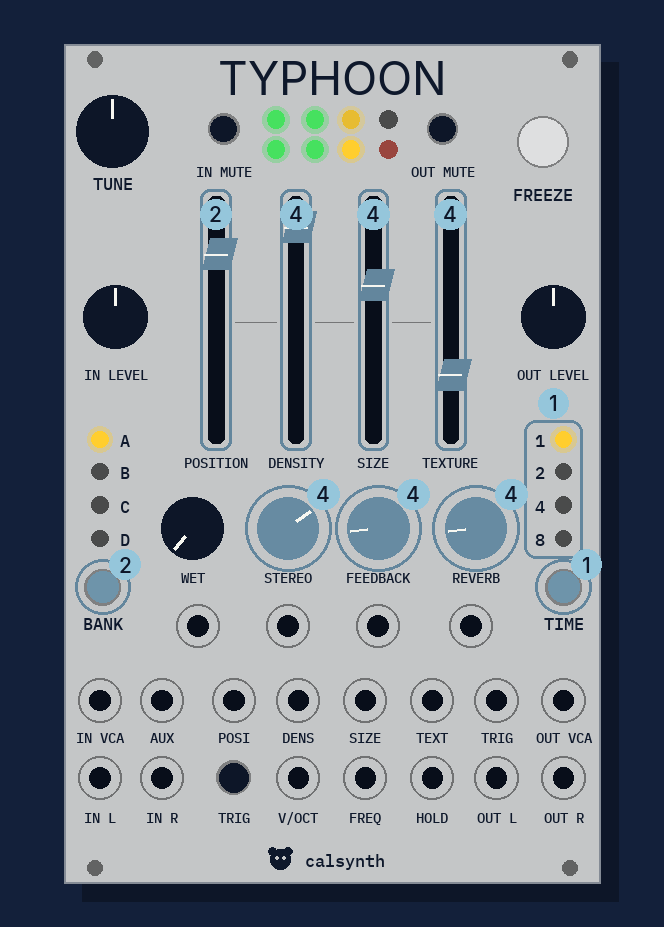 TYPHOON
IN MUTE OUT MUTE
TUNE FREEZE
2 4 4 4
IN LEVEL OUT LEVEL
1
A 1
B 2
C 4
D 8
POSITION DENSITY SIZE TEXTURE
4 4 4
2 1
WET STEREO FEEDBACK REVERB
BANK TIME
IN VCA AUX POSI DENS SIZE TEXT TRIG OUT VCA
IN L IN R TRIG V/OCT FREQ HOLD OUT L OUT R
calsynth